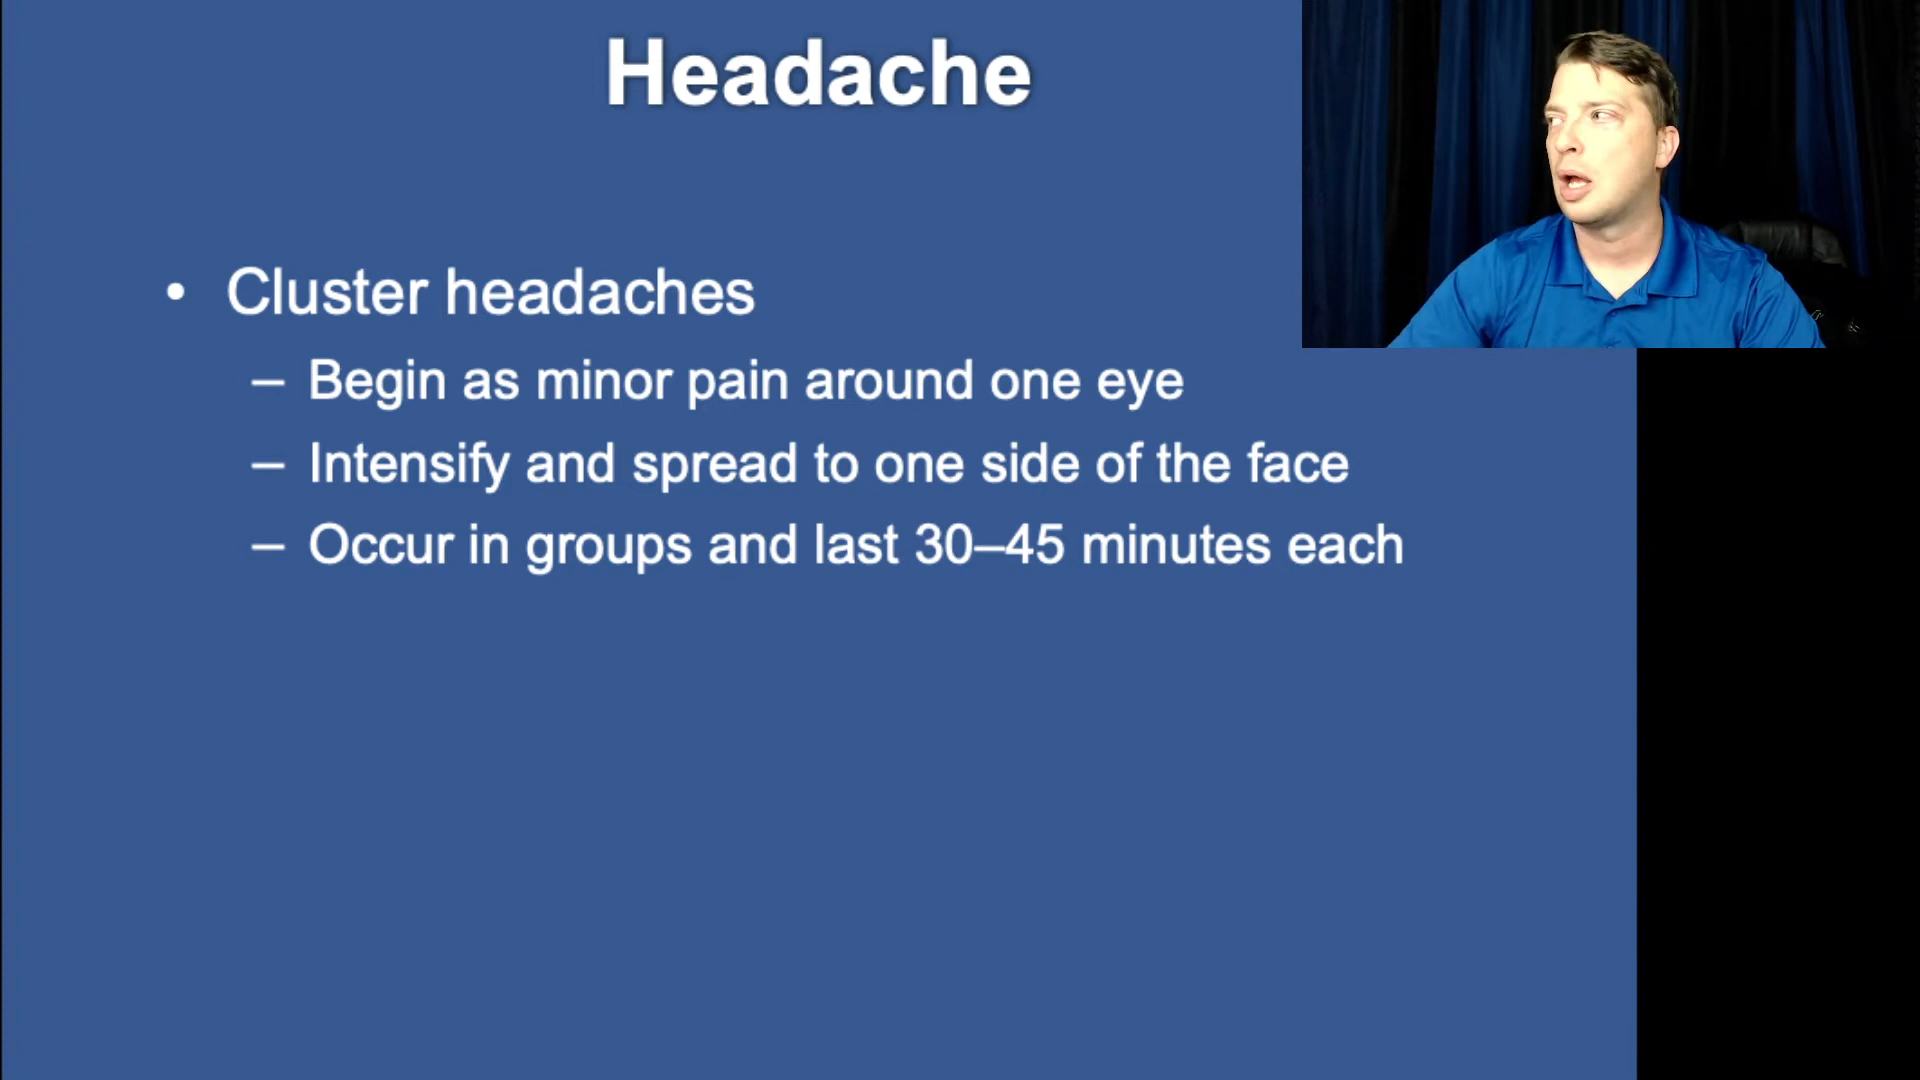 Headache
• Cluster headaches
– Begin as minor pain around one eye
– Intensify and spread to one side of the face
– Occur in groups and last 30–45 minutes each